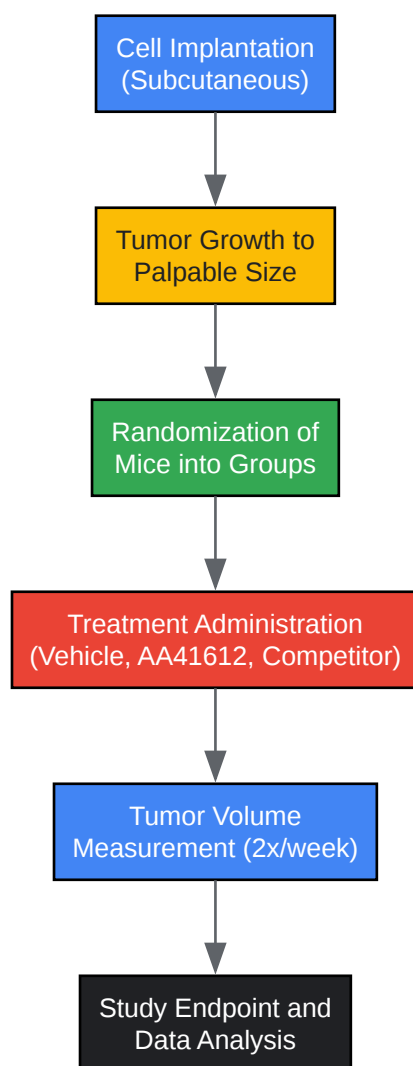 Cell Implantation
(Subcutaneous)
Tumor Growth to
Palpable Size
Randomization of
Mice into Groups
Treatment Administration
(Vehicle, AA41612, Competitor)
Tumor Volume
Measurement (2x/week)
Study Endpoint and
Data Analysis